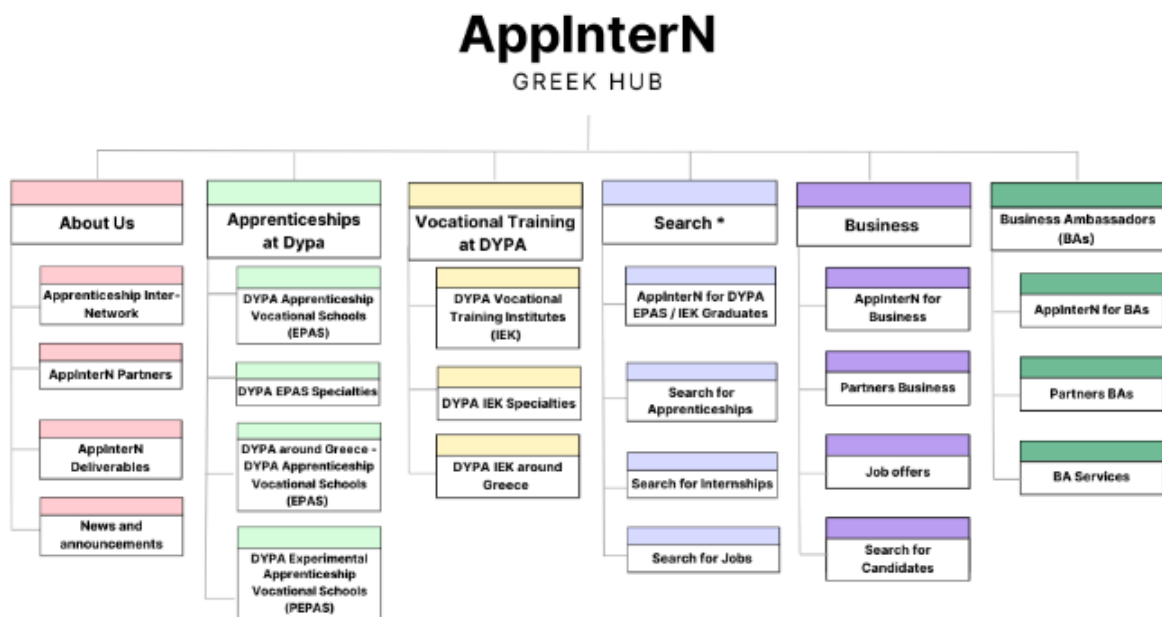 AppInterN
GREEK HUB
About Us
Apprenticeship Inter-
Network
AppInterN Partners
AppInterN
Deliverables
News and
announcements
Apprenticeships
at Dypa
DYPA Apprenticeship
Vocational Schools
(EPAS)
DYPA EPAS Specialties
DYPA around Greece -
DYPA Apprenticeship
Vocational Schools
(EPAS)
DYPA Experimental
Apprenticeship
Vocational Schools
(PEPAS)
Vocational Training
at DYPA
DYPA Vocational
Training Institutes
(IEK)
DYPA IEK Specialties
DYPA IEK around
Greece
Search *
AppInterN for DYPA
EPAS / IEK Graduates
Search for
Apprenticeships
Search for Internships
Search for Jobs
Business
AppInterN for
Business
Partners Business
Job offers
Search for
Candidates
Business Ambassadors
(BAs)
AppInterN for BAs
Partners BAs
BA Services